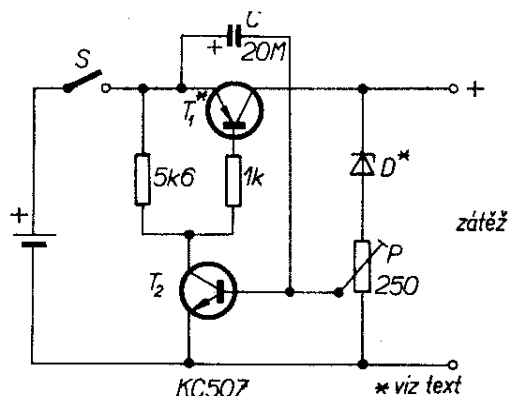 C
+
20M
S
+
T₁*
5k6
1k
D*
+
zátěž
P
250
T₂
KC507
* viz text